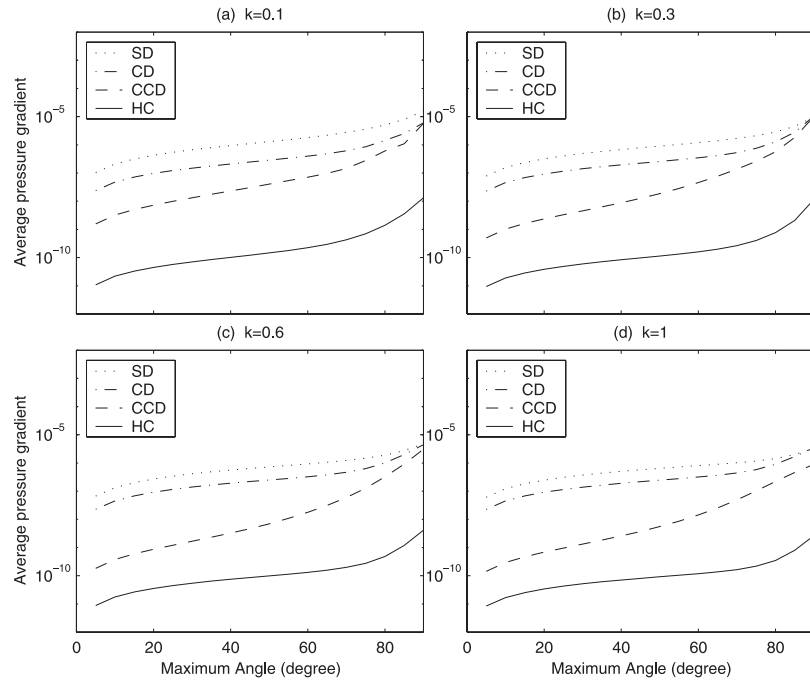 (a) k=0.1
SD
CD
CCD
HC
10^-5
10^-10
Average pressure gradient
(b) k=0.3
SD
CD
CCD
HC
10^-5
10^-10
(c) k=0.6
SD
CD
CCD
HC
10^-5
10^-10
Average pressure gradient
0 20 40 60 80
Maximum Angle (degree)
(d) k=1
SD
CD
CCD
HC
10^-5
10^-10
0 20 40 60 80
Maximum Angle (degree)